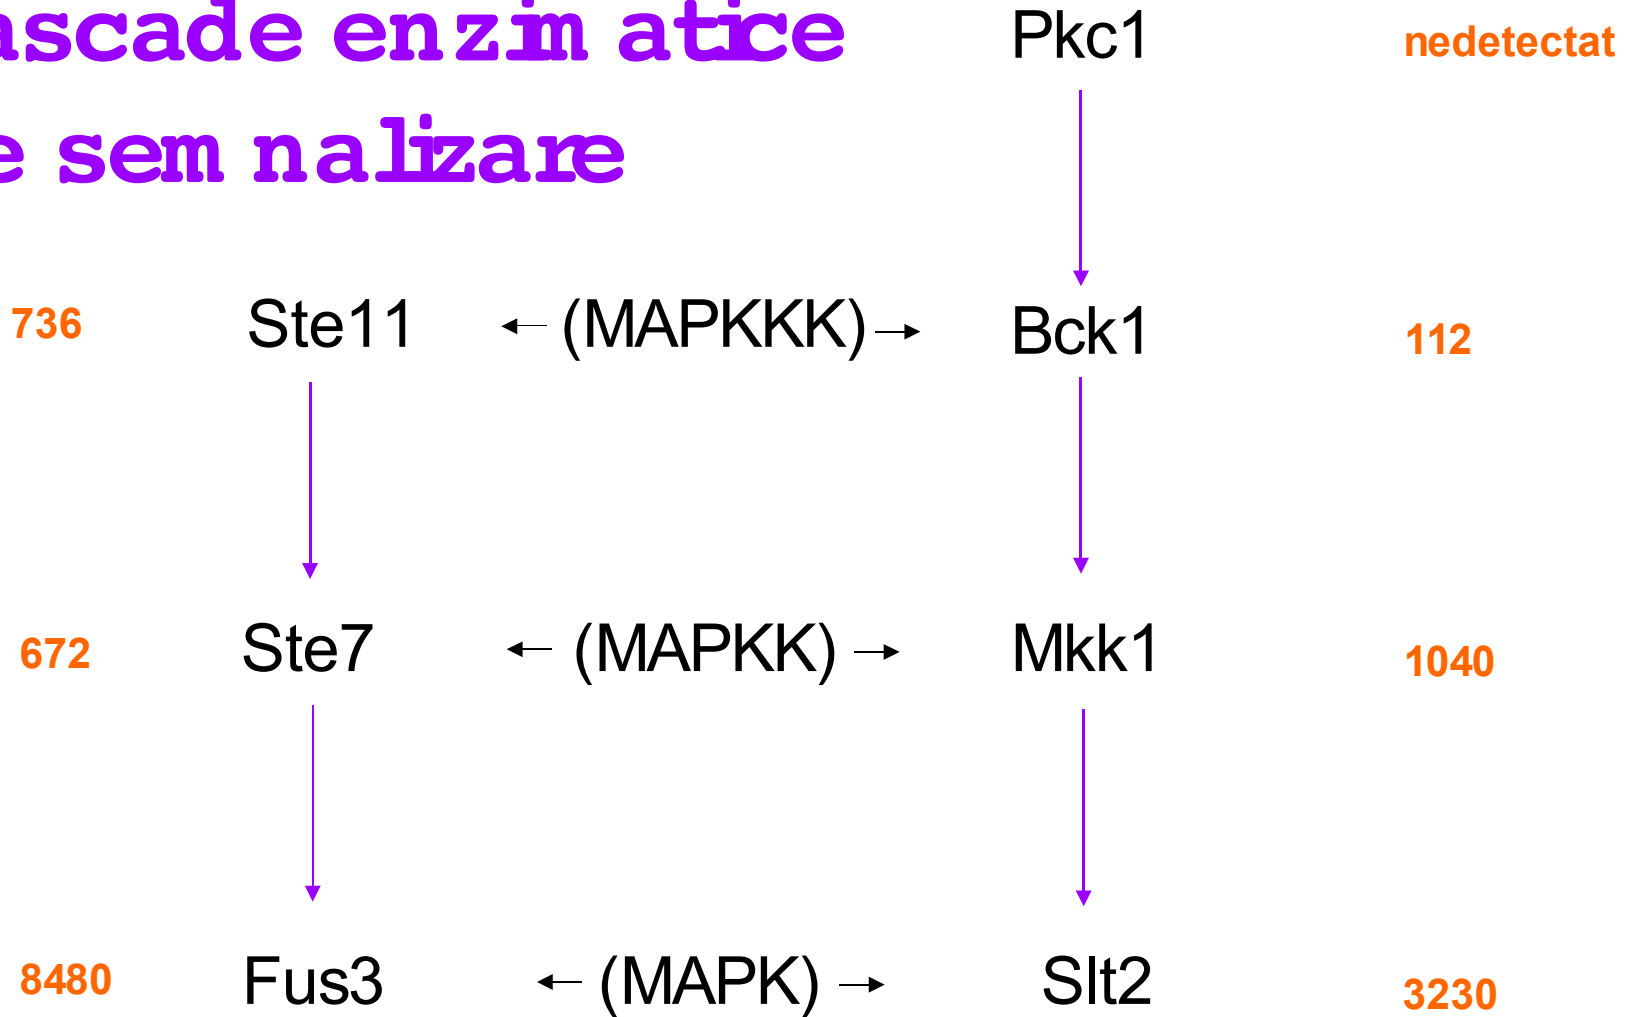 ascade enzimatice
e semnalizare
Pkc1 nedetectat
736 Ste11 (MAPKKK) Bck1 112
672 Ste7 (MAPKK) Mkk1 1040
8480 Fus3 (MAPK) Slt2 3230